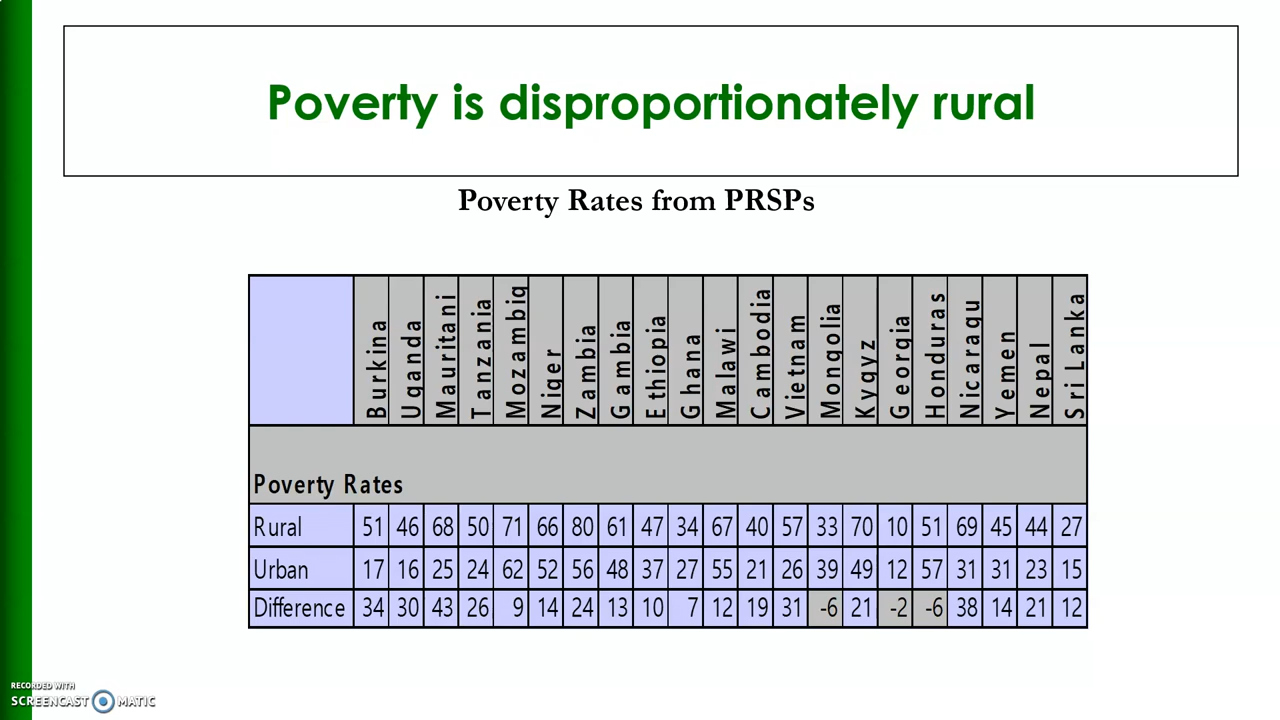 Poverty is disproportionately rural
Poverty Rates from PRSPs
Burkina Uganda Mauritani Tanzania Mozambiq Niger Zambia Gambia Ethiopia Ghana Malawi Cambodia Vietnam Mongolia Kygyz Georgia Honduras Nicaragu Yemen Nepal Sri Lanka
Poverty Rates
Rural 51 46 68 50 71 66 80 61 47 34 67 40 57 33 70 10 51 69 45 44 27
Urban 17 16 25 24 62 52 56 48 37 27 55 21 26 39 49 12 57 31 31 23 15
Difference 34 30 43 26 9 14 24 13 10 7 12 19 31 -6 21 -2 -6 38 14 21 12
RECORDED WITH
SCREENCAST MATIC